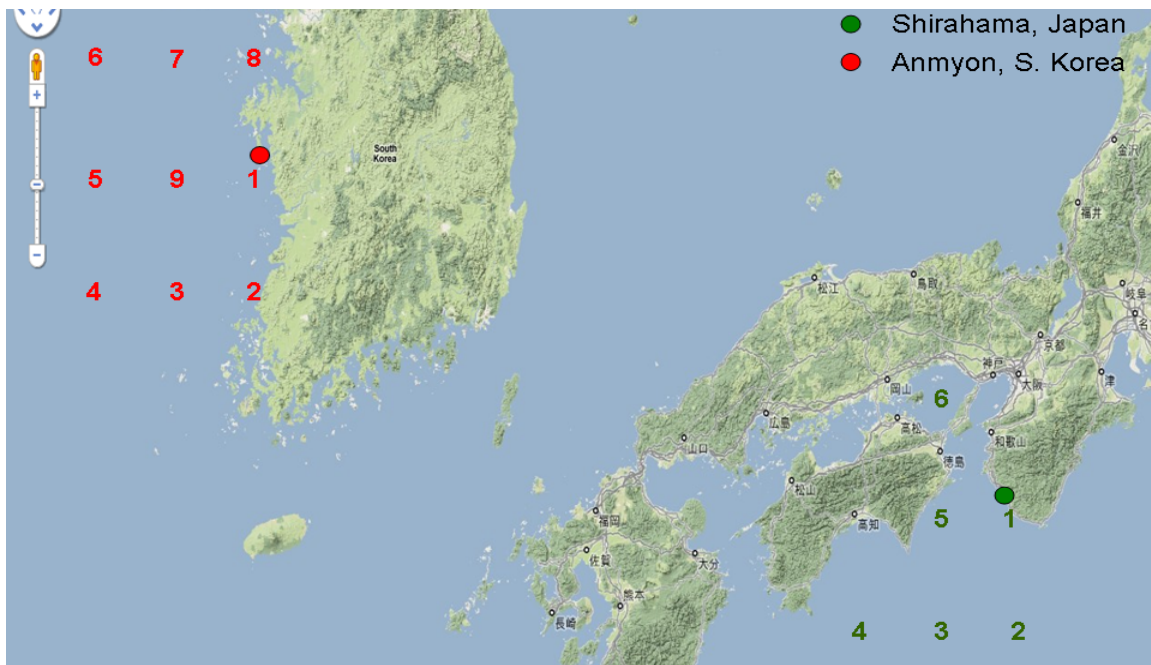 6 7 8
Shirahama, Japan
Anmyon, S. Korea
金沢
South
Korea
5 9 1
福井
4 3 2
松江
鳥取
岐阜
京都
神戸
大阪
津
岡山
6
広島
高松
和歌山
山口
徳島
松山
福岡
高知
5 1
佐賀
大分
熊本
長崎
4 3 2